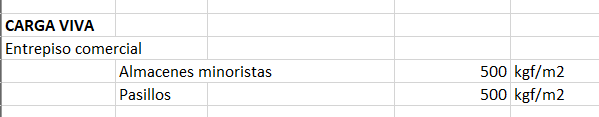 CARGA VIVA
Entrepiso comercial
Almacenes minoristas 500 kgf/m2
Pasillos 500 kgf/m2